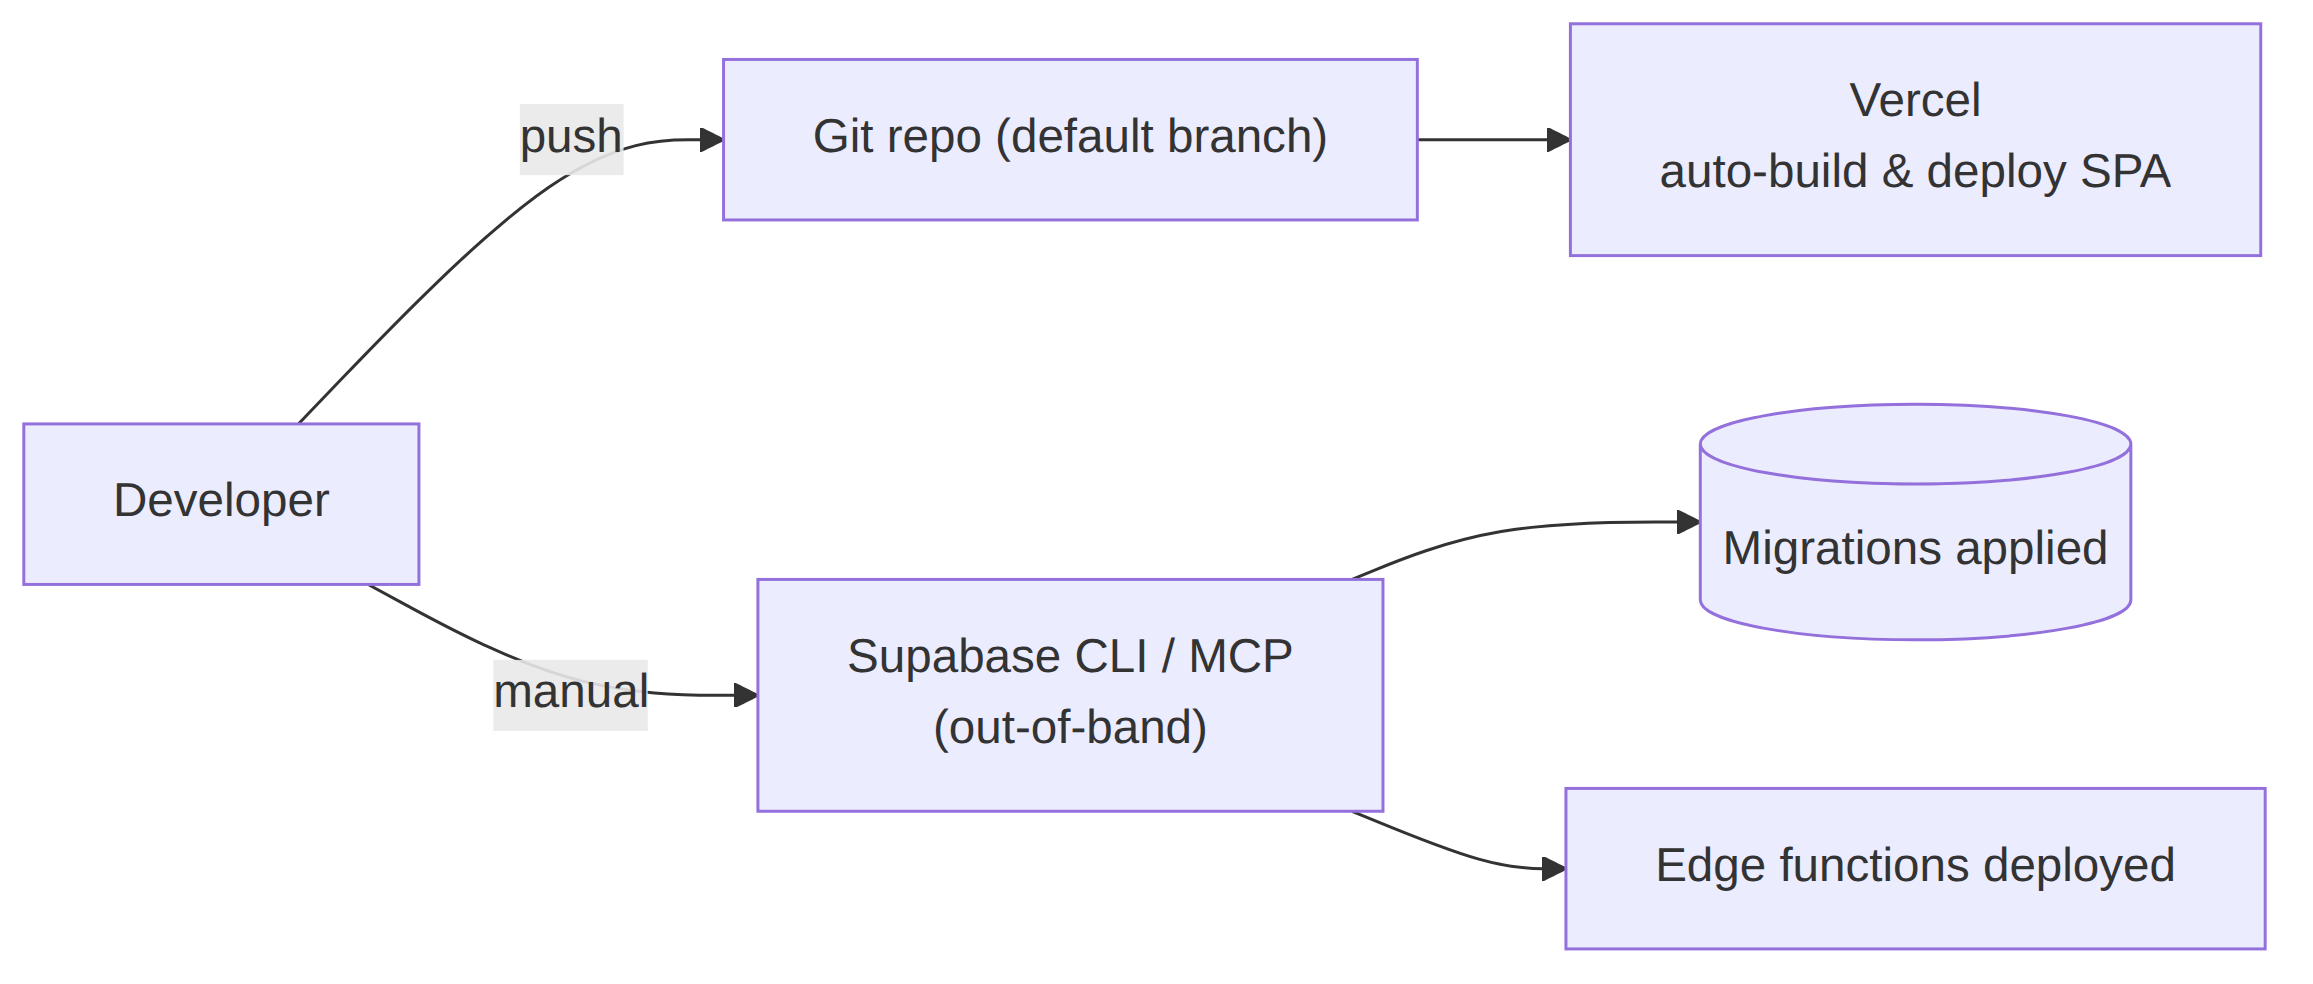 push
Git repo (default branch)
Vercel
auto-build & deploy SPA
Developer
manual
Supabase CLI / MCP
(out-of-band)
Migrations applied
Edge functions deployed